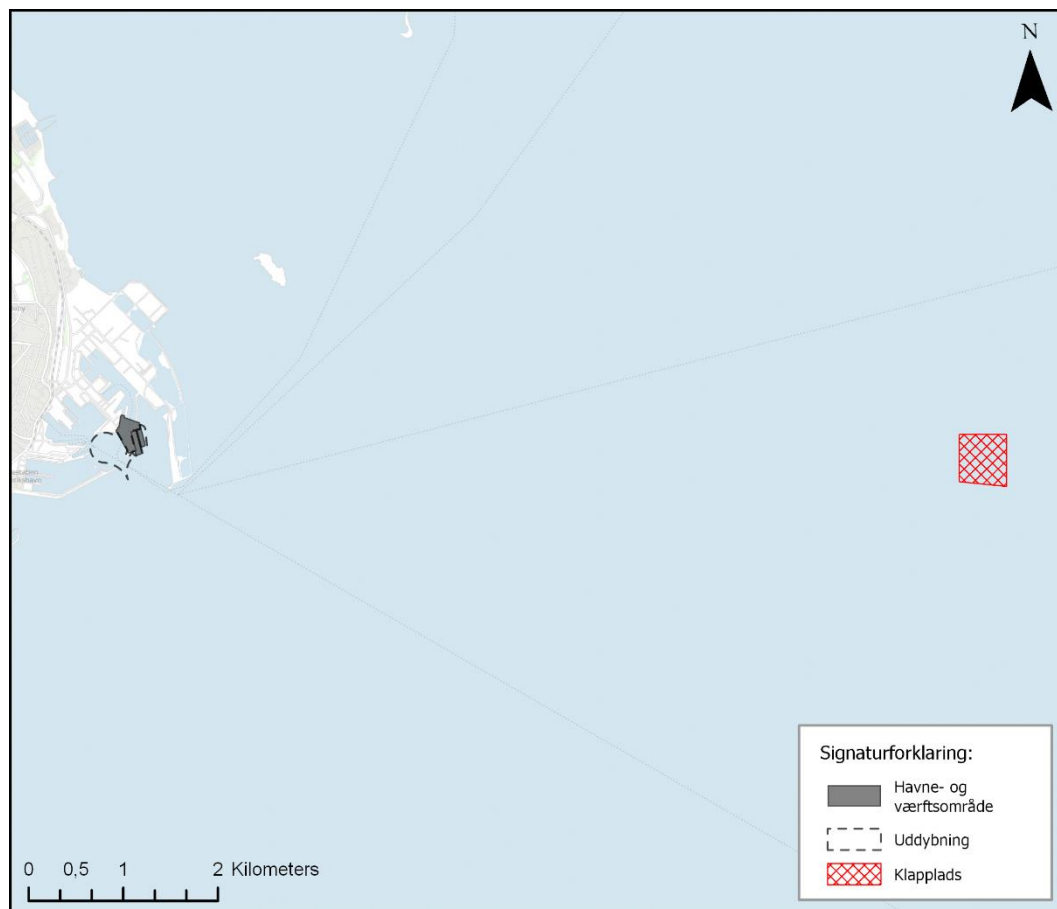 N
Signaturforklaring:
Havne- og
værftsområde
Uddybning
Klapplads
0 0,5 1 2 Kilometers